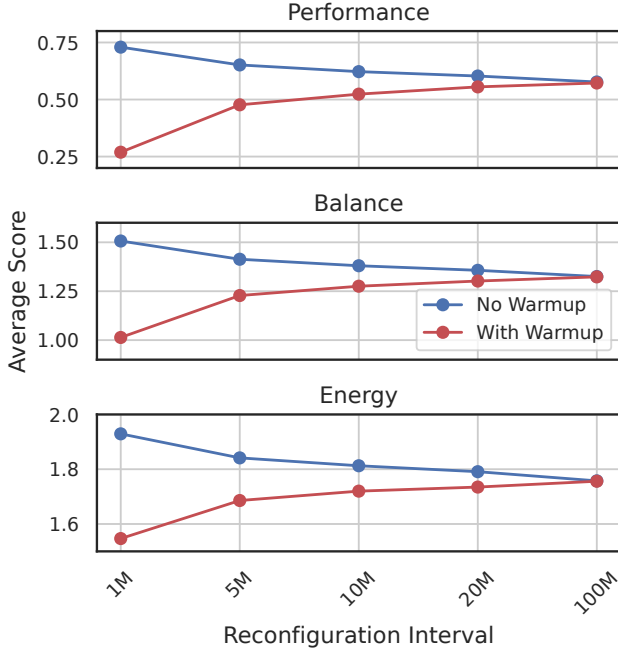 Performance
0.75
0.50
0.25
Balance
1.50
1.25
1.00
No Warmup
With Warmup
Average Score
Energy
2.0
1.8
1.6
1M
5M
10M
20M
100M
Reconfiguration Interval